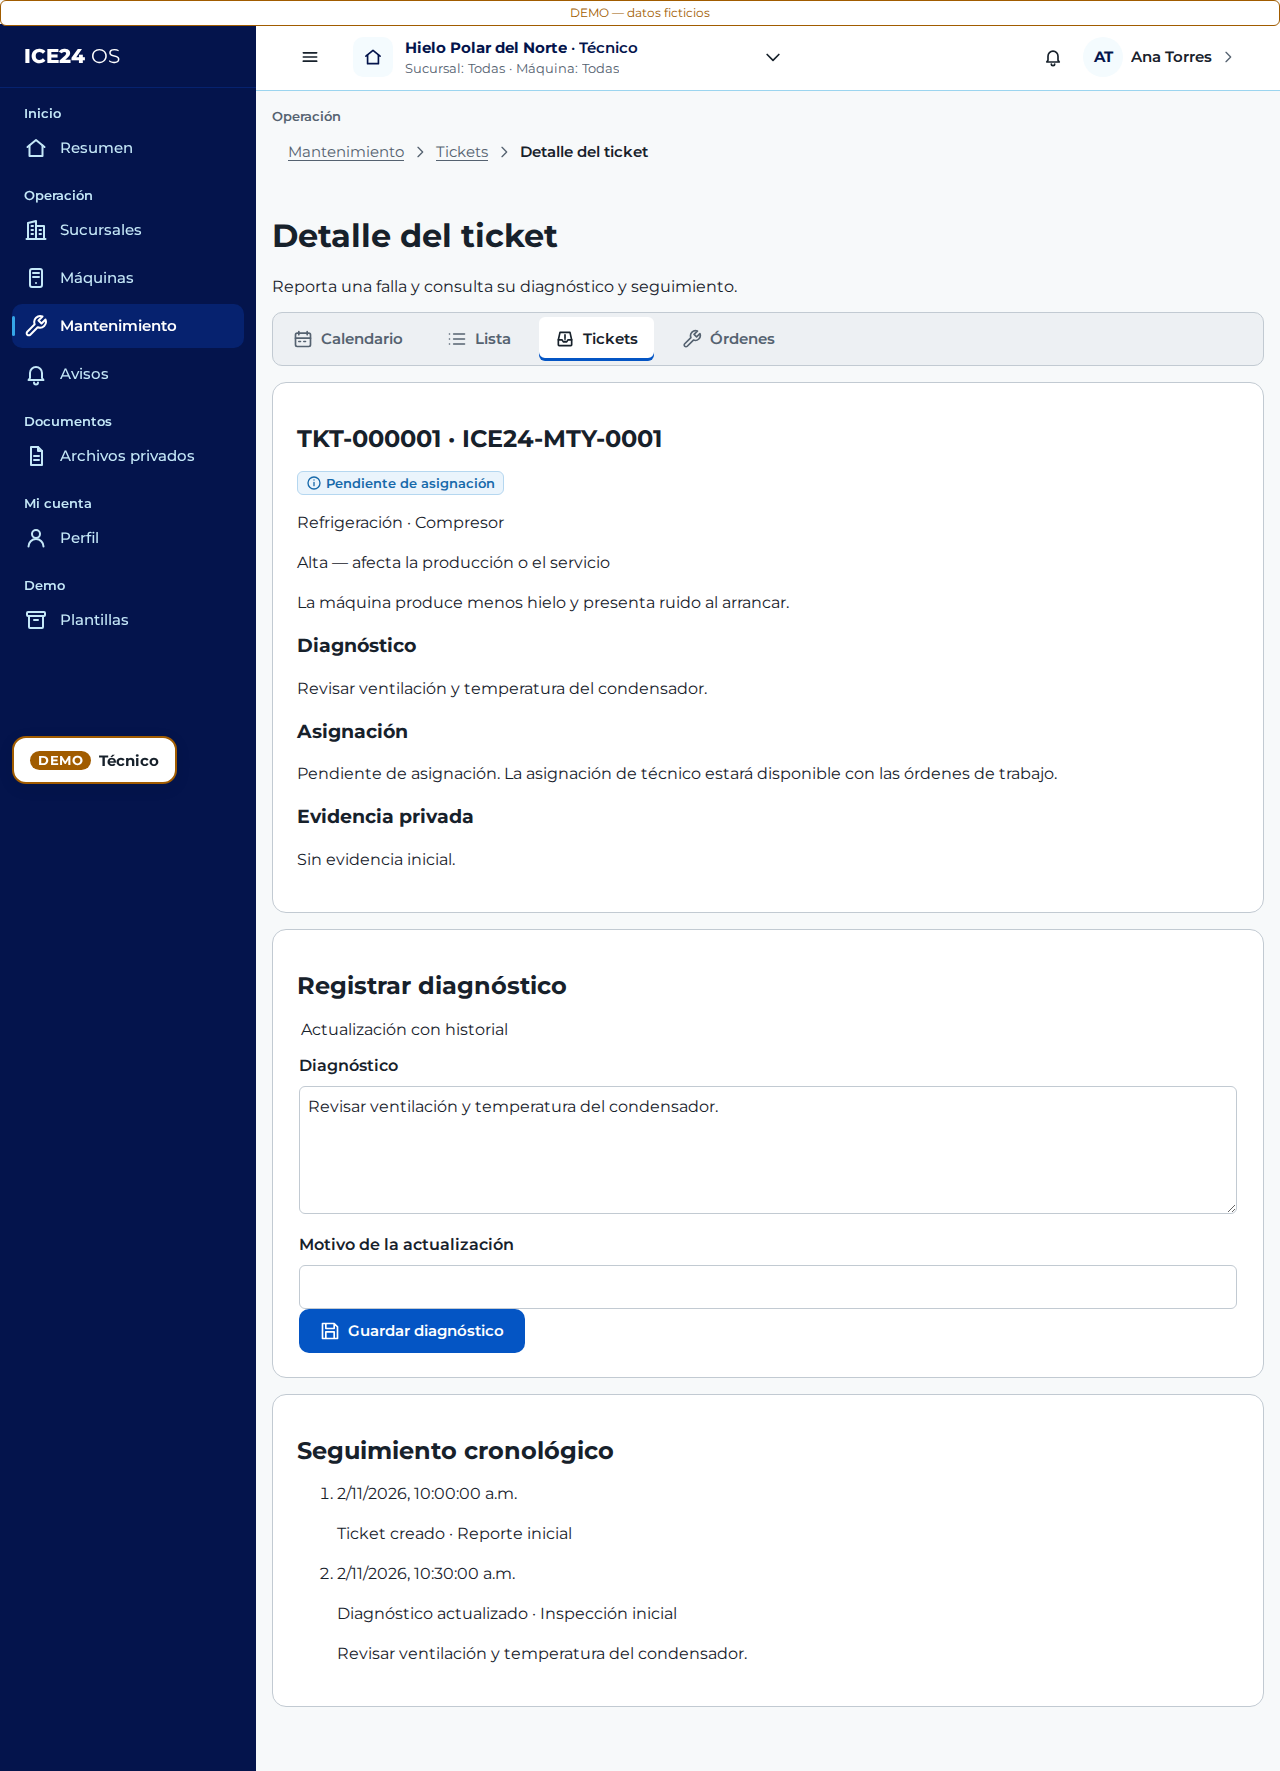 DEMO — datos ficticios
ICE24 OS
Hielo Polar del Norte · Técnico
Sucursal: Todas · Máquina: Todas
AT
Ana Torres
Inicio
Resumen
Operación
Sucursales
Máquinas
Mantenimiento
Avisos
Documentos
Archivos privados
Mi cuenta
Perfil
Demo
Plantillas
DEMO Técnico
Operación
Mantenimiento
Tickets
Detalle del ticket
Detalle del ticket
Reporta una falla y consulta su diagnóstico y seguimiento.
Calendario
Lista
Tickets
Órdenes
TKT-000001 · ICE24-MTY-0001
Pendiente de asignación
Refrigeración · Compresor
Alta — afecta la producción o el servicio
La máquina produce menos hielo y presenta ruido al arrancar.
Diagnóstico
Revisar ventilación y temperatura del condensador.
Asignación
Pendiente de asignación. La asignación de técnico estará disponible con las órdenes de trabajo.
Evidencia privada
Sin evidencia inicial.
Registrar diagnóstico
Actualización con historial
Diagnóstico
Revisar ventilación y temperatura del condensador.
Motivo de la actualización
Guardar diagnóstico
Seguimiento cronológico
1. 2/11/2026, 10:00:00 a.m.
Ticket creado · Reporte inicial
2. 2/11/2026, 10:30:00 a.m.
Diagnóstico actualizado · Inspección inicial
Revisar ventilación y temperatura del condensador.